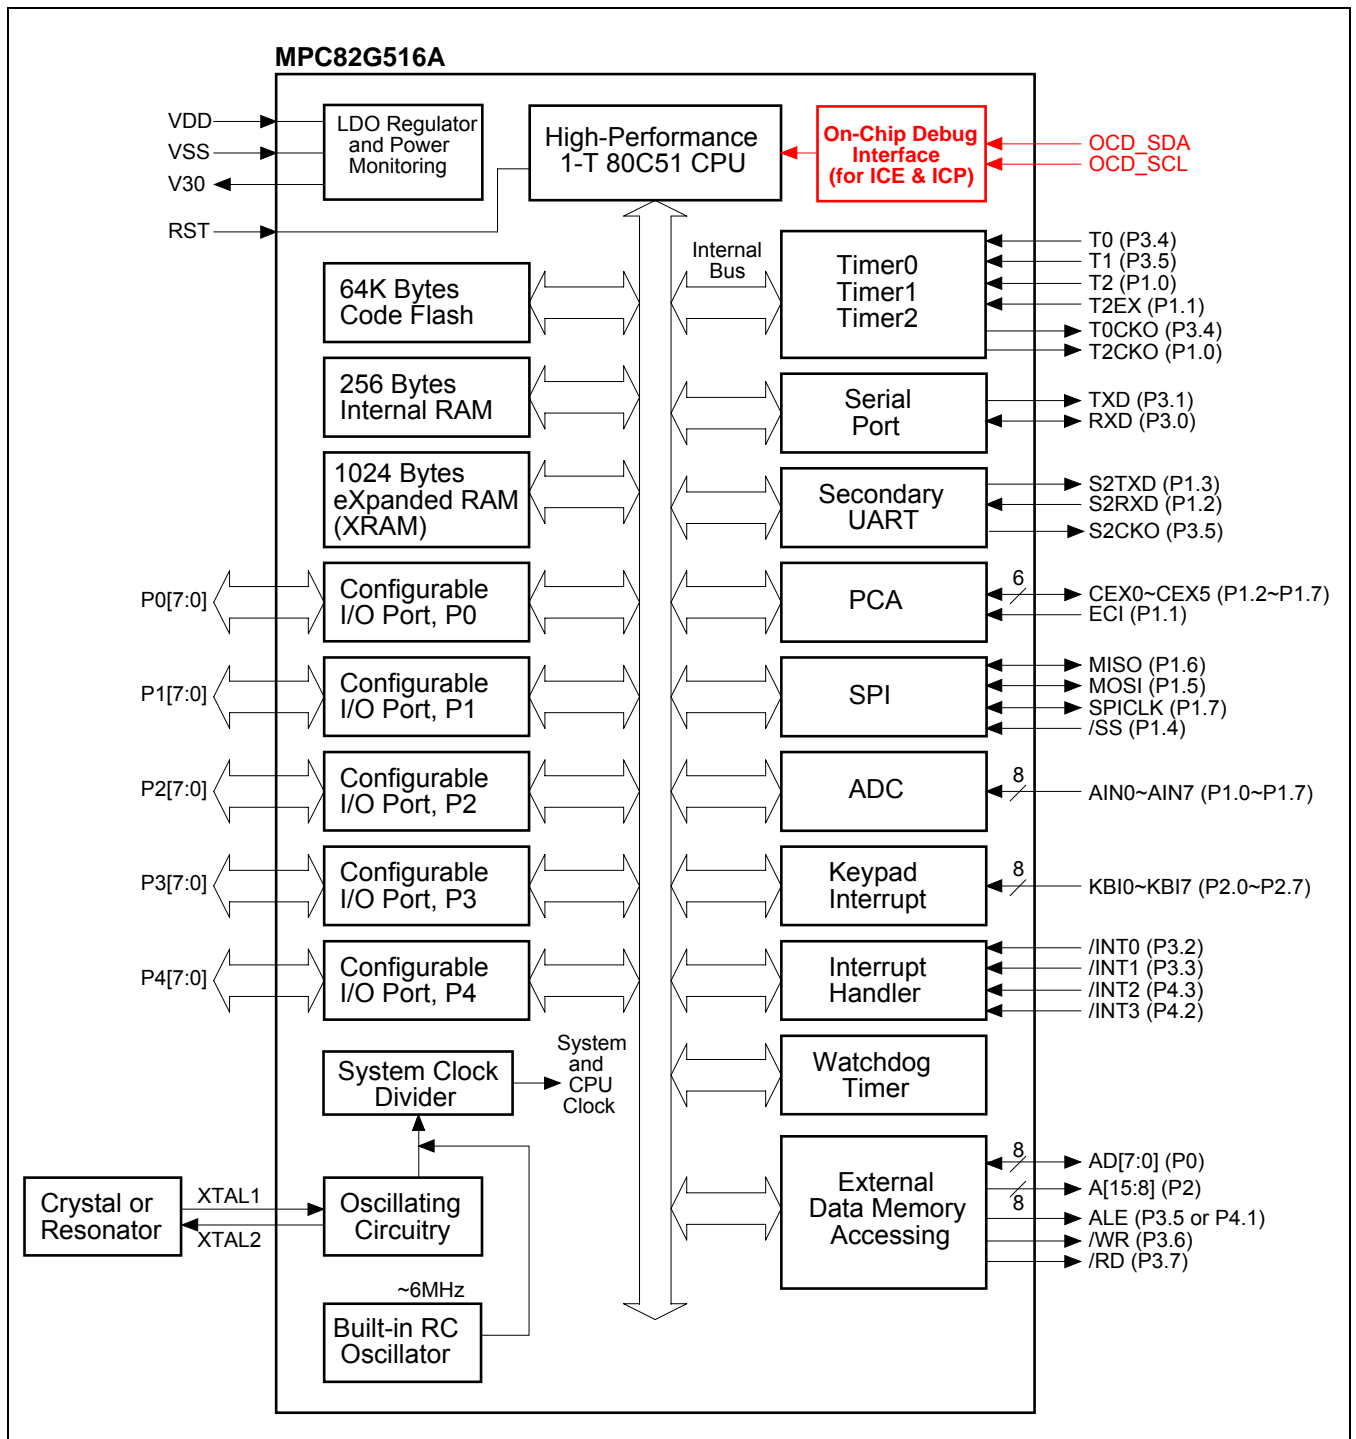 MPC82G516A
VDD
VSS
V30
RST
LDO Regulator
and Power
Monitoring
High-Performance
1-T 80C51 CPU
On-Chip Debug
Interface
(for ICE & ICP)
OCD_SDA
OCD_SCL
Internal
Bus
64K Bytes
Code Flash
Timer0
Timer1
Timer2
T0 (P3.4)
T1 (P3.5)
T2 (P1.0)
T2EX (P1.1)
T0CKO (P3.4)
T2CKO (P1.0)
256 Bytes
Internal RAM
Serial
Port
TXD (P3.1)
RXD (P3.0)
1024 Bytes
eXpanded RAM
(XRAM)
Secondary
UART
S2TXD (P1.3)
S2RXD (P1.2)
S2CKO (P3.5)
P0[7:0]
Configurable
I/O Port, P0
PCA
6
CEX0~CEX5 (P1.2~P1.7)
ECI (P1.1)
P1[7:0]
Configurable
I/O Port, P1
SPI
MISO (P1.6)
MOSI (P1.5)
SPICLK (P1.7)
/SS (P1.4)
P2[7:0]
Configurable
I/O Port, P2
ADC
8
AIN0~AIN7 (P1.0~P1.7)
P3[7:0]
Configurable
I/O Port, P3
Keypad
Interrupt
8
KBI0~KBI7 (P2.0~P2.7)
P4[7:0]
Configurable
I/O Port, P4
Interrupt
Handler
/INT0 (P3.2)
/INT1 (P3.3)
/INT2 (P4.3)
/INT3 (P4.2)
System Clock
Divider
System
and
CPU
Clock
Watchdog
Timer
Crystal or
Resonator
XTAL1
XTAL2
Oscillating
Circuitry
External
Data Memory
Accessing
8
8
AD[7:0] (P0)
A[15:8] (P2)
ALE (P3.5 or P4.1)
/WR (P3.6)
/RD (P3.7)
~6MHz
Built-in RC
Oscillator